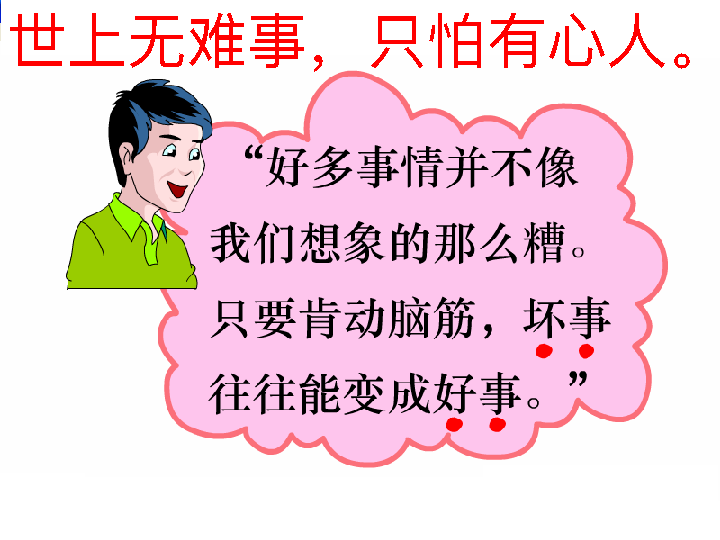 世上无难事，只怕有心人。
“好多事情并不像
我们想象的那么糟。
只要肯动脑筋，坏事
往往能变成好事。”